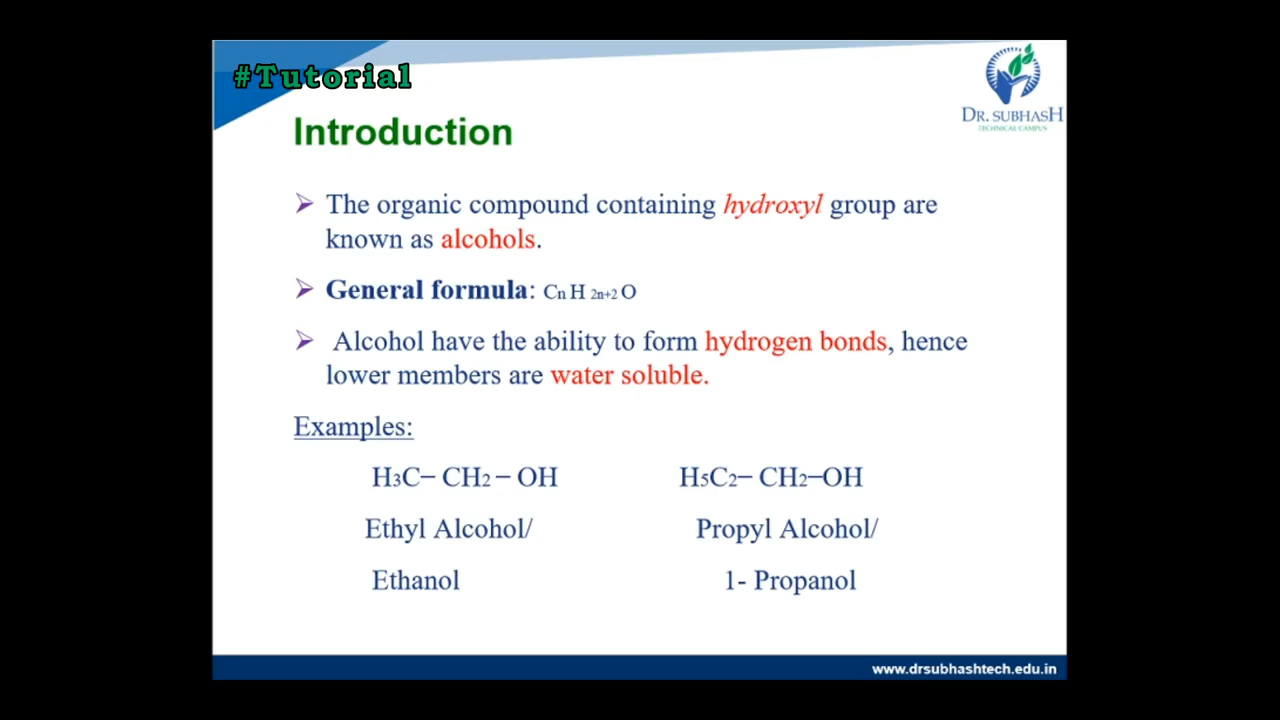 #Tutorial
DR. SUBHASH
TECHNICAL CAMPUS
Introduction
➢ The organic compound containing hydroxyl group are
known as alcohols.
➢ General formula: Cn H 2n+2 O
➢ Alcohol have the ability to form hydrogen bonds, hence
lower members are water soluble.
Examples:
H3C− CH2 − OH H5C2− CH2−OH
Ethyl Alcohol/ Propyl Alcohol/
Ethanol 1- Propanol
www.drsubhashtech.edu.in